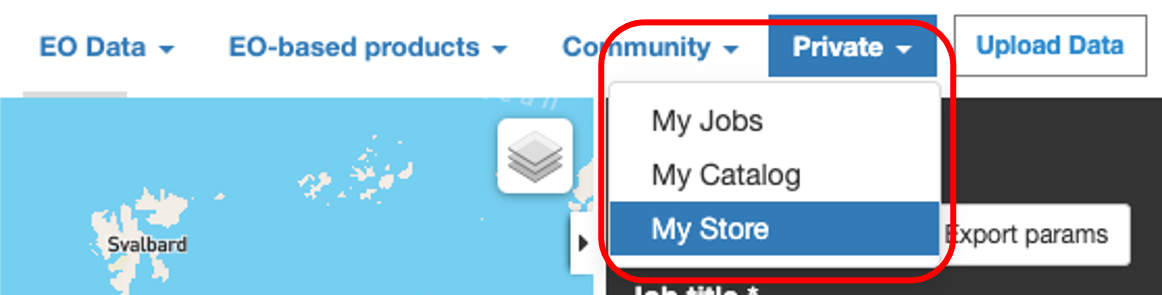 EO Data EO-based products Community Private Upload Data
My Jobs
My Catalog
My Store
Export params
Svalbard
Job title *